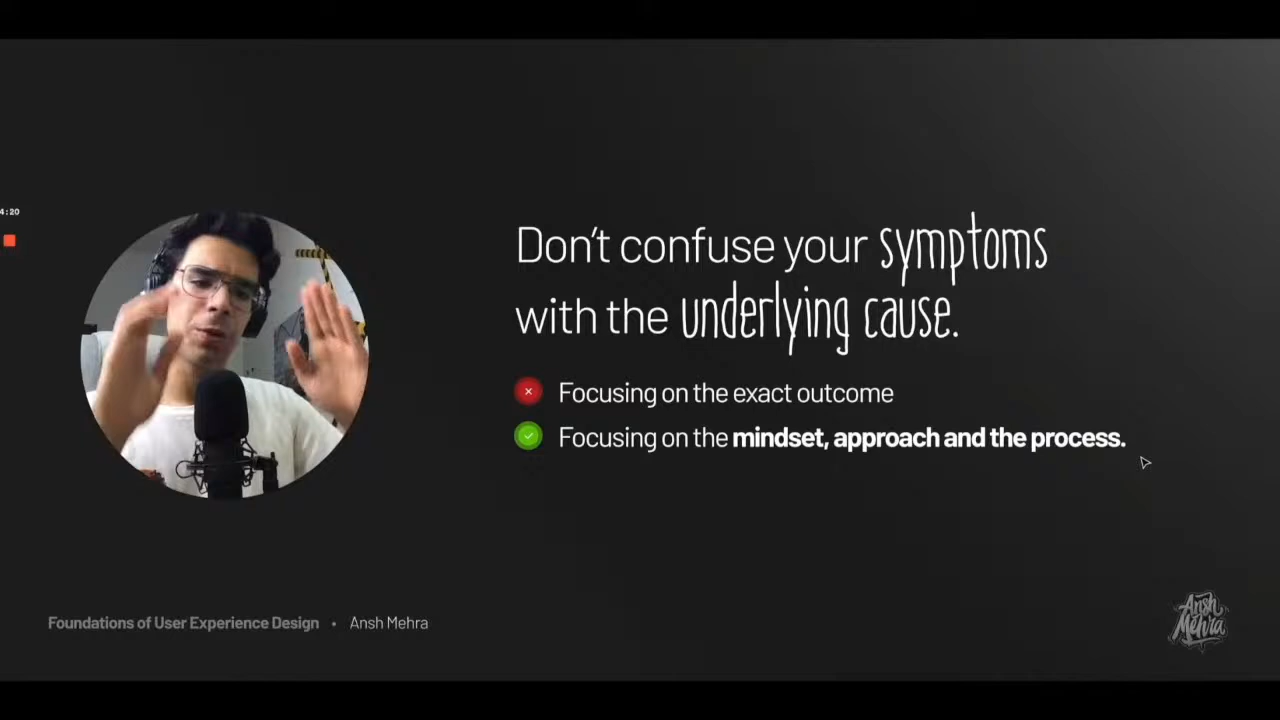 4:20
Don't confuse your symptoms
with the underlying cause.
Focusing on the exact outcome
Focusing on the mindset, approach and the process.
Foundations of User Experience Design • Ansh Mehra
Ansh
Mehra